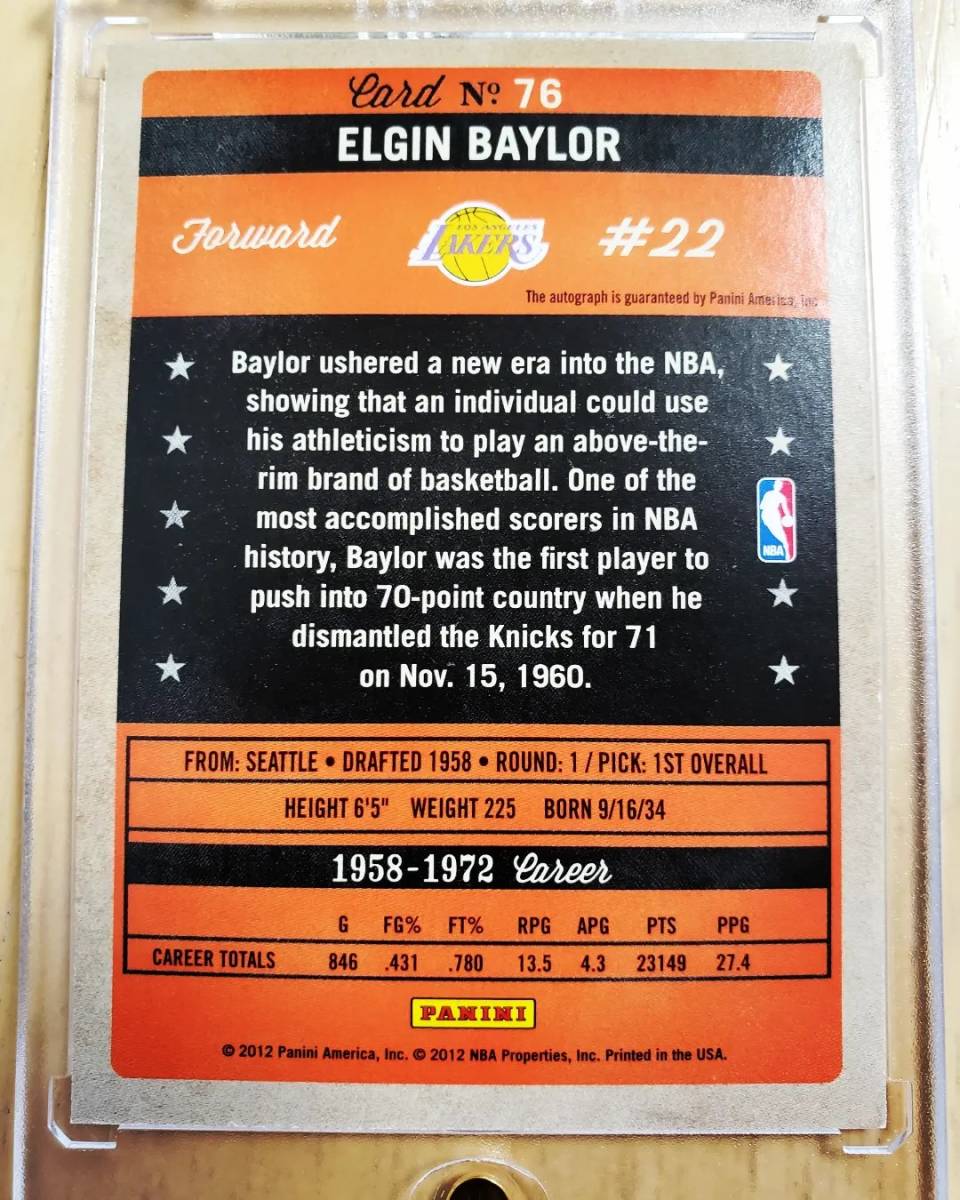 Card Nº 76
ELGIN BAYLOR
Forward
LOS ANGELES
LAKERS
#22
The autograph is guaranteed by Panini America, Inc.
Baylor ushered a new era into the NBA,
showing that an individual could use
his athleticism to play an above-the-
rim brand of basketball. One of the
most accomplished scorers in NBA
history, Baylor was the first player to
push into 70-point country when he
dismantled the Knicks for 71
on Nov. 15, 1960.
NBA
FROM: SEATTLE • DRAFTED 1958 • ROUND: 1 / PICK: 1ST OVERALL
HEIGHT 6'5" WEIGHT 225 BORN 9/16/34
1958-1972 Career
G FG% FT% RPG APG PTS PPG
CAREER TOTALS 846 .431 .780 13.5 4.3 23149 27.4
PANINI
© 2012 Panini America, Inc. © 2012 NBA Properties, Inc. Printed in the USA.